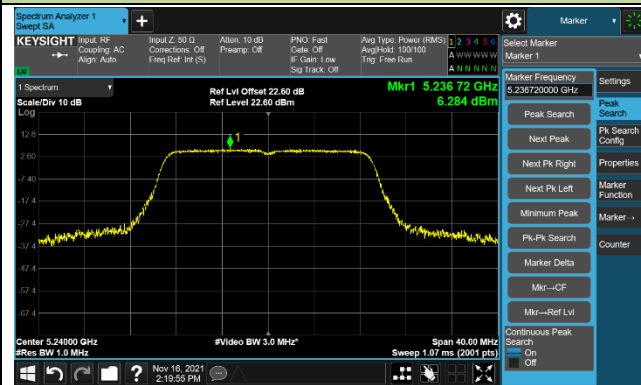 Spectrum Analyzer 1
Swept SA
+
Marker
KEYSIGHT
Input: RF
Coupling: AC
Align: Auto
Input Z: 50 Ω
Corrections: Off
Freq Ref: Int (S)
Atten: 10 dB
Preamp: Off
PNO: Fast
Gate: Off
IF Gain: Low
Sig Track: Off
Avg Type: Power (RMS)
Avg|Hold: 100/100
Trig: Free Run
1 2 3 4 5 6
A W W W W W
A N N N N N
Select Marker
Marker 1
1 Spectrum
Scale/Div 10 dB
Log
Ref Lvl Offset 22.60 dB
Ref Level 22.60 dBm
Mkr1 5.236 72 GHz
6.284 dBm
12.6
2.60
-7.40
-17.4
-27.4
-37.4
-47.4
-57.4
-67.4
1
Center 5.24000 GHz
#Res BW 1.0 MHz
#Video BW 3.0 MHz*
Span 40.00 MHz
Sweep 1.07 ms (2001 pts)
Marker Frequency
5.236720000 GHz
Peak Search
Next Peak
Next Pk Right
Next Pk Left
Minimum Peak
Pk-Pk Search
Marker Delta
Mkr→CF
Mkr→Ref Lvl
Continuous Peak
Search
On
Off
Settings
Peak
Search
Pk Search
Config
Properties
Marker
Function
Marker→
Counter
?
Nov 16, 2021
2:19:55 PM